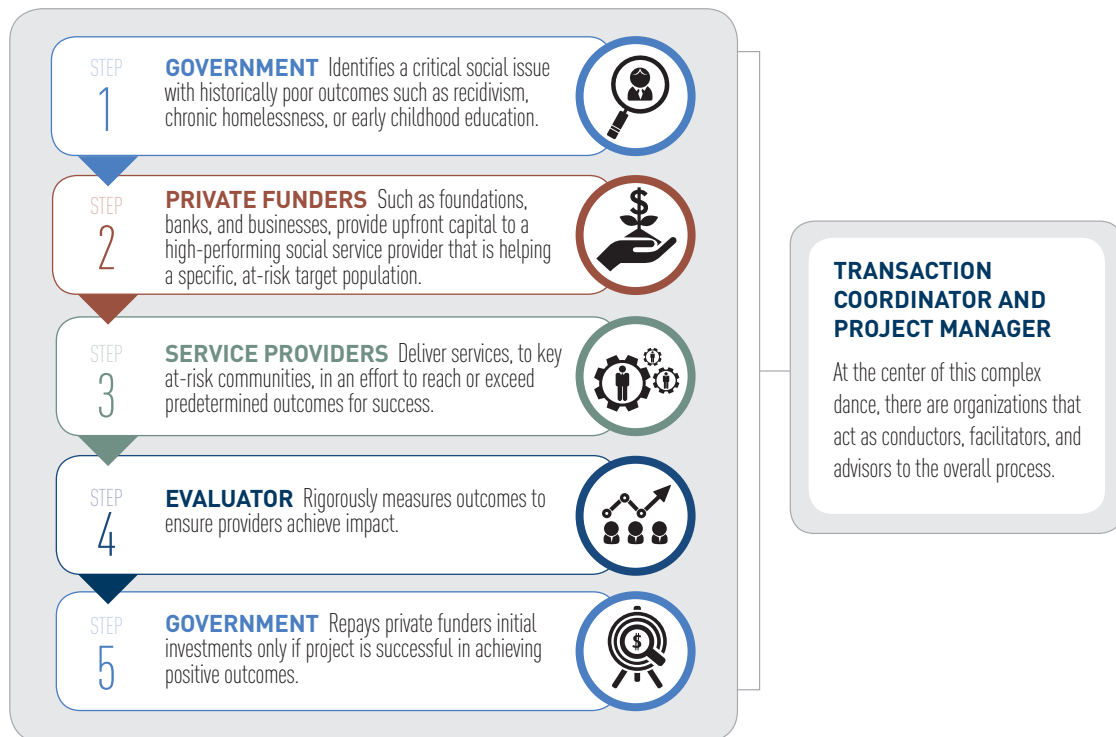 STEP
1
GOVERNMENT Identifies a critical social issue
with historically poor outcomes such as recidivism,
chronic homelessness, or early childhood education.
STEP
2
PRIVATE FUNDERS Such as foundations,
banks, and businesses, provide upfront capital to a
high-performing social service provider that is helping
a specific, at-risk target population.
$
STEP
3
SERVICE PROVIDERS Deliver services, to key
at-risk communities, in an effort to reach or exceed
predetermined outcomes for success.
STEP
4
EVALUATOR Rigorously measures outcomes to
ensure providers achieve impact.
STEP
5
GOVERNMENT Repays private funders initial
investments only if project is successful in achieving
positive outcomes.
$
TRANSACTION
COORDINATOR AND
PROJECT MANAGER
At the center of this complex
dance, there are organizations that
act as conductors, facilitators, and
advisors to the overall process.